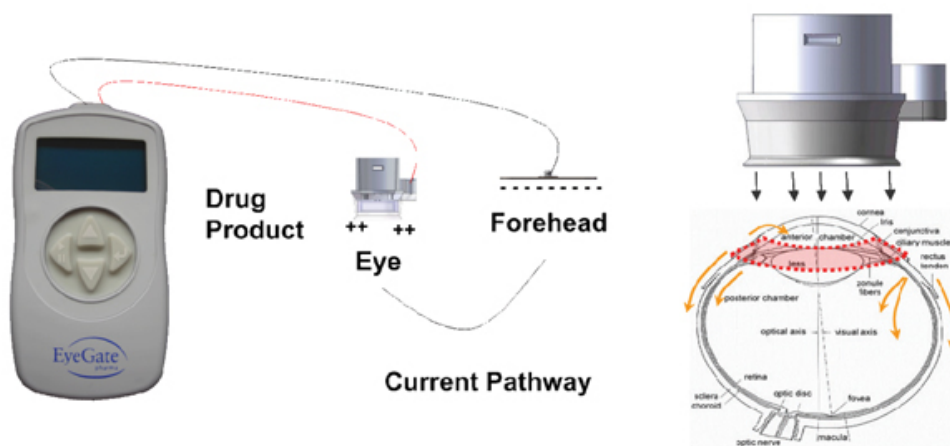 EyeGate
pharma
Drug
Product
++ ++
Eye
Forehead
Current Pathway
cornea
iris
anterior chamber
conjunctiva
ciliary muscle
rectus
tendon
lens
zonule
fibers
posterior chamber
optical axis
visual axis
retina
fovea
sclera
choroid
optic disc
optic nerve
macula